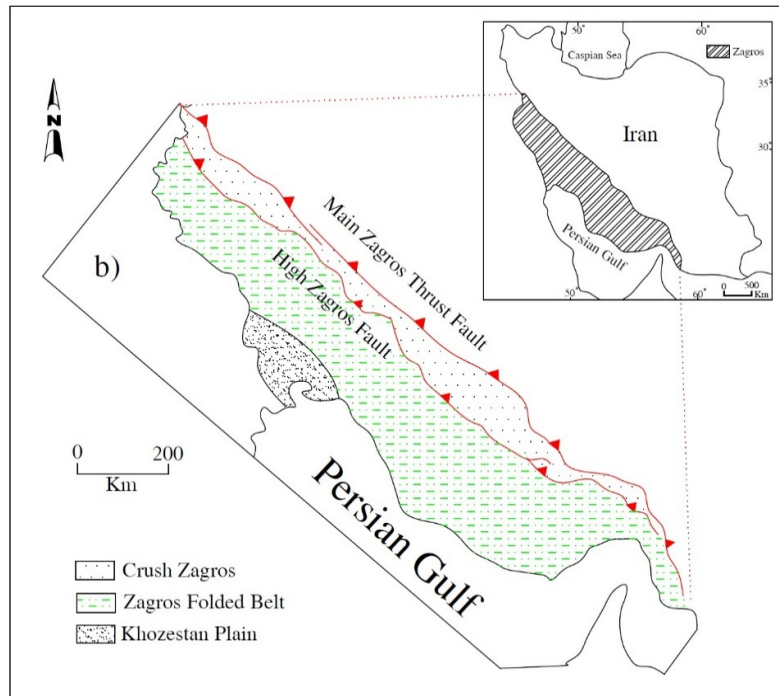 50°
60°
Caspian Sea
Zagros
35°
Iran
30°
Persian Gulf
50°
60°
0 500
Km
N
b)
Main Zagros Thrust Fault
High Zagros Fault
0 200
Km
Persian Gulf
Crush Zagros
Zagros Folded Belt
Khozestan Plain